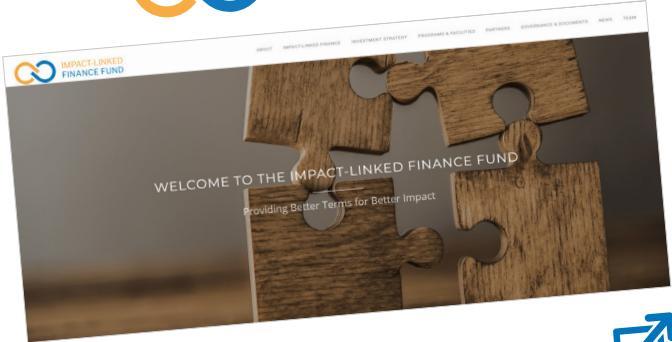 IMPACT-LINKED
FINANCE FUND
ABOUT IMPACT-LINKED FINANCE INVESTMENT STRATEGY PROGRAMS & FACILITIES PARTNERS GOVERNANCE & DOCUMENTS NEWS TEAM
WELCOME TO THE IMPACT-LINKED FINANCE FUND
Providing Better Terms for Better Impact